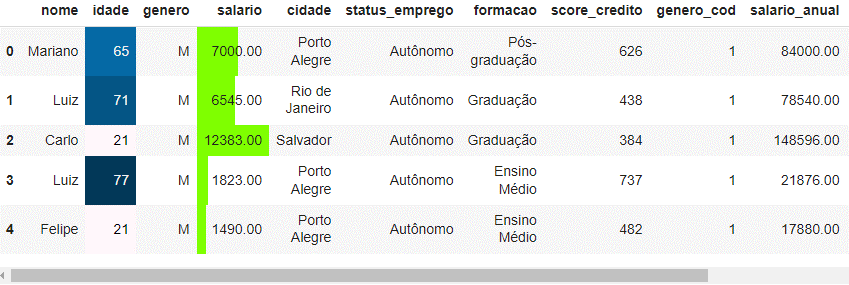 nome idade genero salario cidade status_emprego formacao score_credito genero_cod salario_anual
0 Mariano 65 M 7000.00 Porto Alegre Autônomo Pós-graduação 626 1 84000.00
1 Luiz 71 M 6545.00 Rio de Janeiro Autônomo Graduação 438 1 78540.00
2 Carlo 21 M 12383.00 Salvador Autônomo Graduação 384 1 148596.00
3 Luiz 77 M 1823.00 Porto Alegre Autônomo Ensino Médio 737 1 21876.00
4 Felipe 21 M 1490.00 Porto Alegre Autônomo Ensino Médio 482 1 17880.00